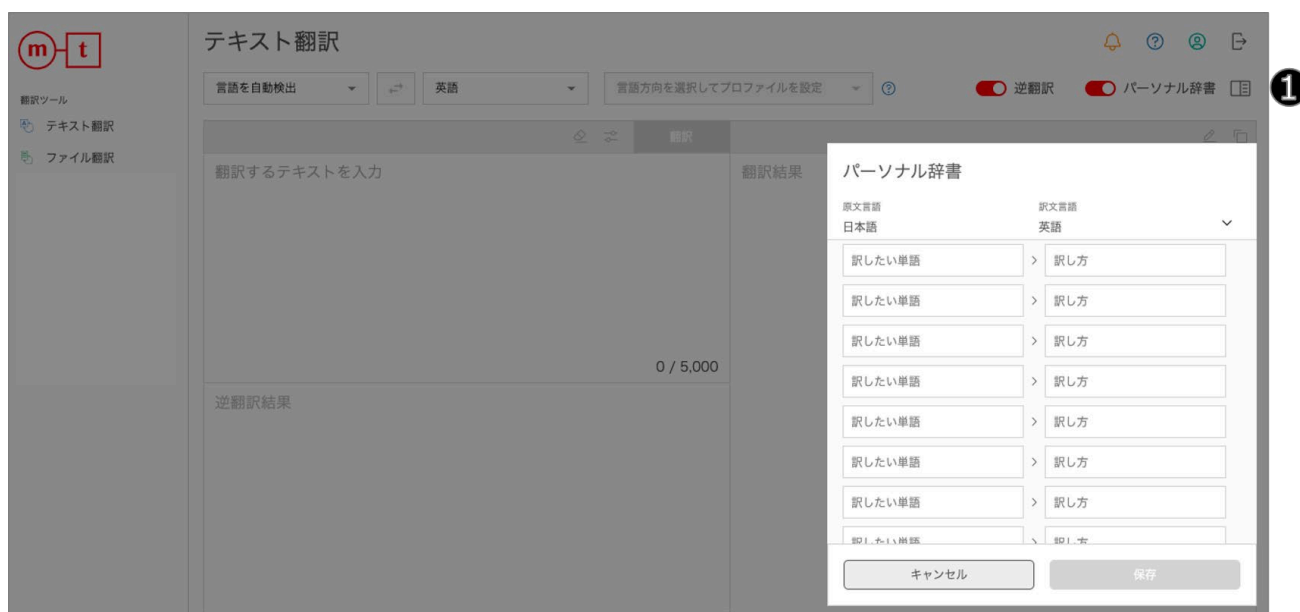 m t
テキスト翻訳
言語を自動検出
英語
言語方向を選択してプロファイルを設定
逆翻訳
パーソナル辞書
❶
翻訳ツール
テキスト翻訳
ファイル翻訳
翻訳
翻訳するテキストを入力
0 / 5,000
翻訳結果
逆翻訳結果
パーソナル辞書
原文言語 訳文言語
日本語 英語
訳したい単語 > 訳し方
訳したい単語 > 訳し方
訳したい単語 > 訳し方
訳したい単語 > 訳し方
訳したい単語 > 訳し方
訳したい単語 > 訳し方
訳したい単語 > 訳し方
訳したい単語 > 訳し方
キャンセル 保存